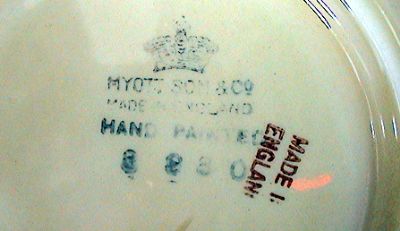 MYOTT SON & Co
MADE IN ENGLAND
HAND PAINTED
MADE I
ENGLAN